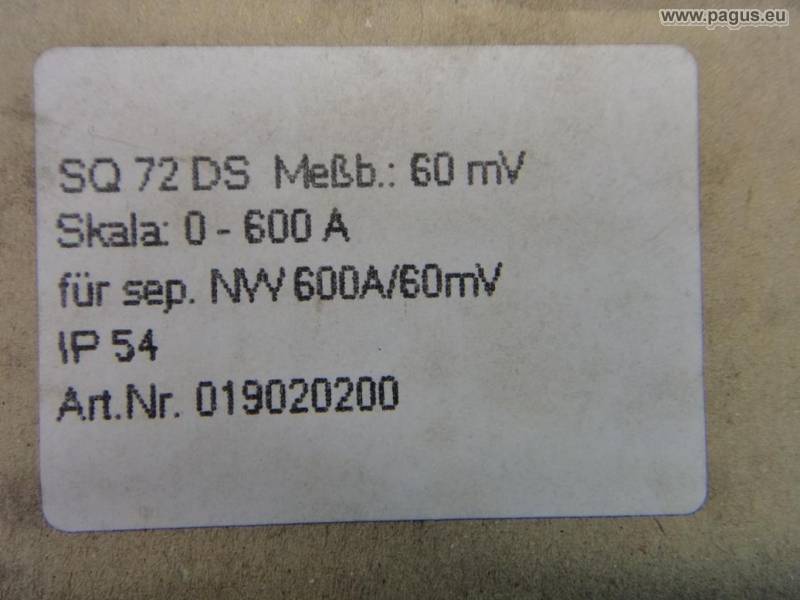 www.pagus.eu
SQ 72 DS Meßb.: 60 mV
Skala: 0 - 600 A
für sep. NW 600A/60mV
IP 54
Art.Nr. 019020200